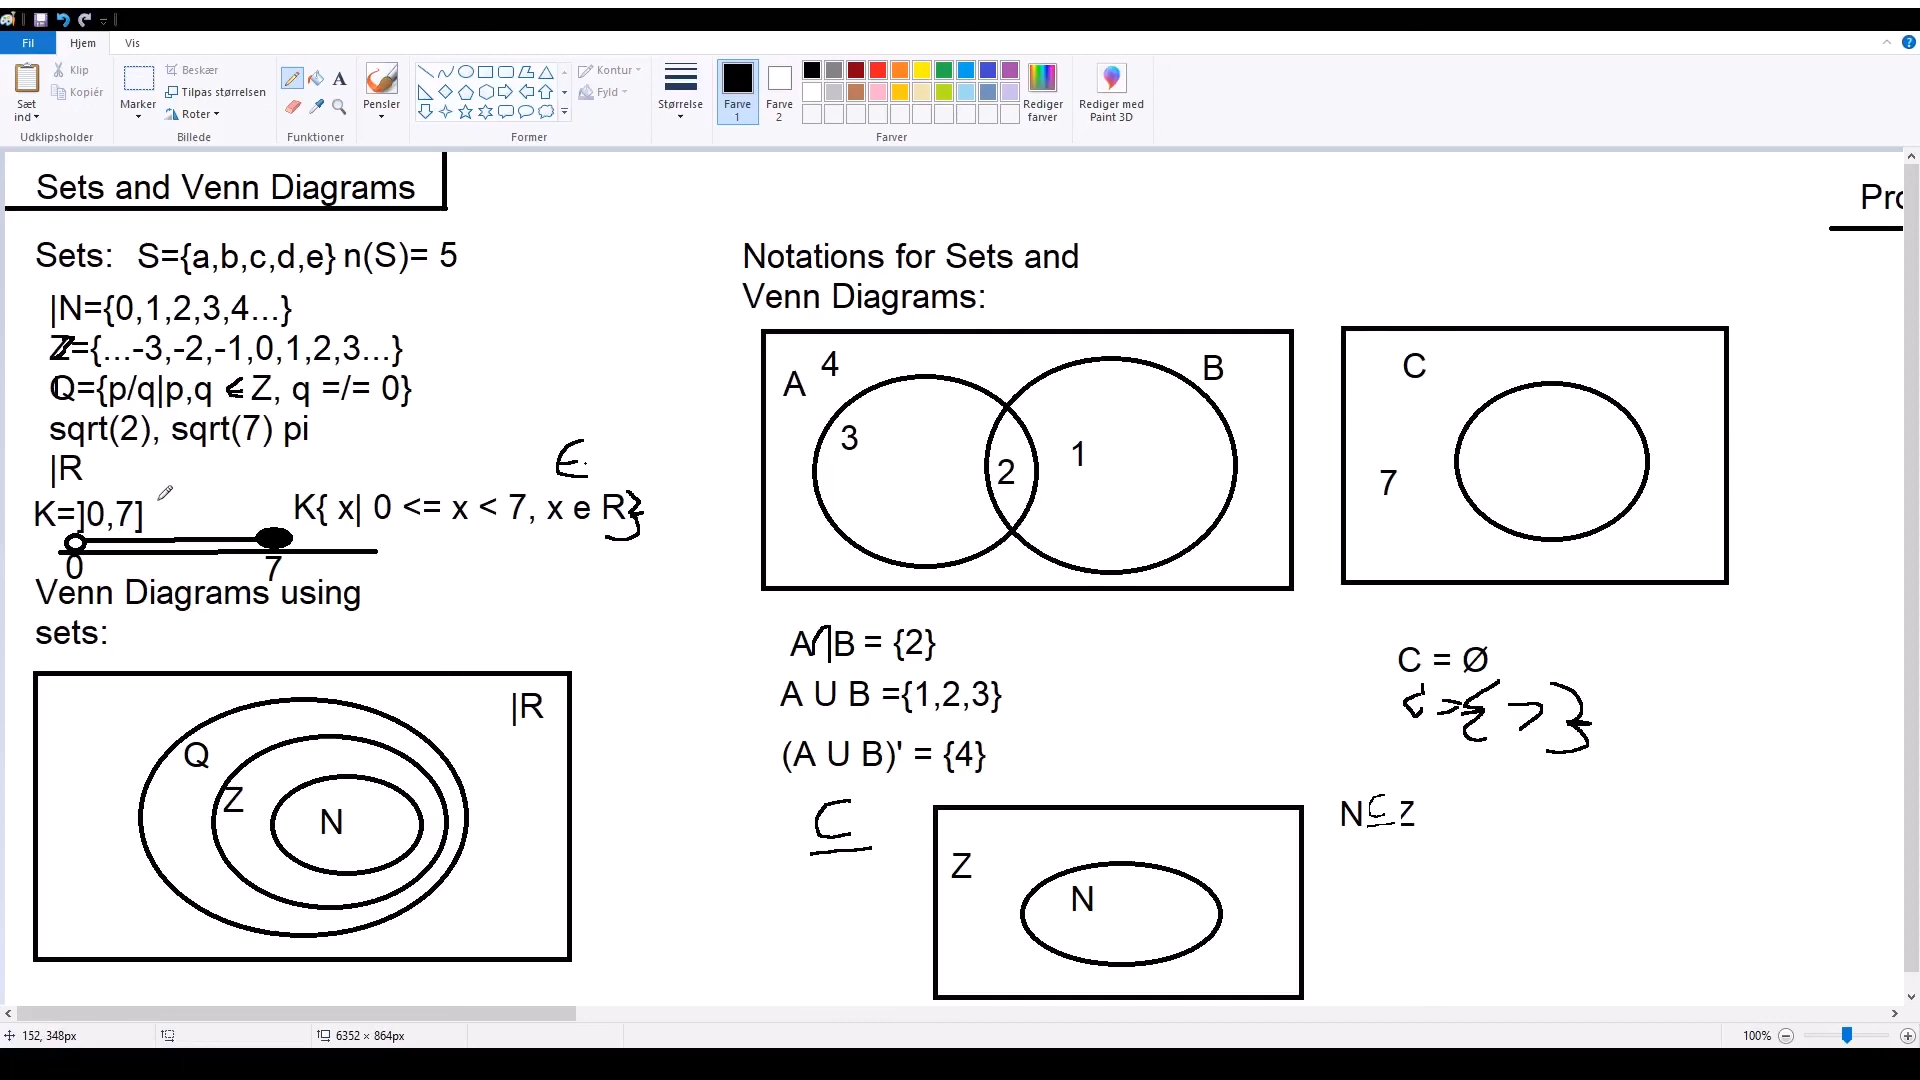 Fil Hjem Vis
Sæt ind
Klip
Kopiér
Udklipsholder
Marker
Beskær
Tilpas størrelsen
Roter
Billede
A
Funktioner
Pensler
Kontur
Fyld
Former
Størrelse
Farve 1
Farve 2
Rediger farver
Farver
Rediger med Paint 3D
Sets and Venn Diagrams
Sets: S={a,b,c,d,e} n(S)= 5
|N={0,1,2,3,4...}
Z={...-3,-2,-1,0,1,2,3...}
Q={p/q|p,q ∈ Z, q =/= 0}
sqrt(2), sqrt(7) pi
|R
∈
K=]0,7]
K{ x| 0 <= x < 7, x e R}
0 7
Venn Diagrams using
sets:
|R
Q
Z
N
Notations for Sets and
Venn Diagrams:
A 4 B
3 2 1
C
7
A∩B = {2}
A U B ={1,2,3}
(A U B)' = {4}
⊆
C = Ø
Z
N
N⊆Z
152, 348px
6352 × 864px
100%